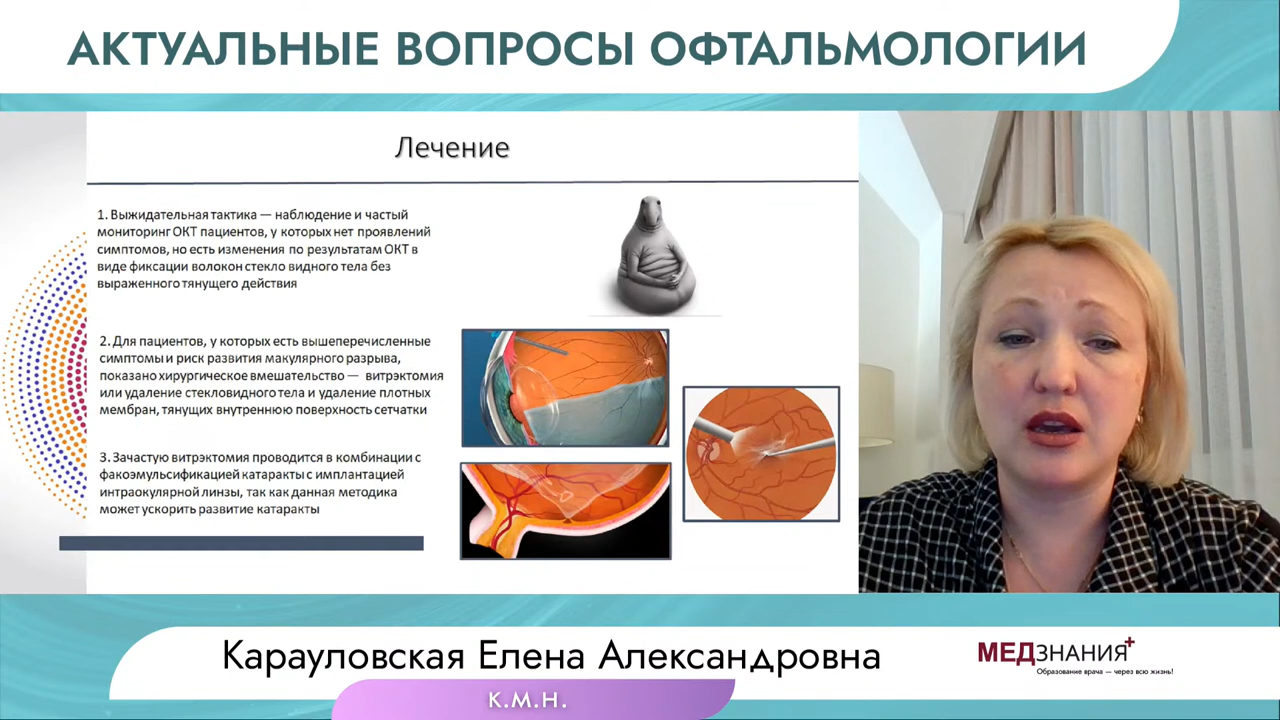 АКТУАЛЬНЫЕ ВОПРОСЫ ОФТАЛЬМОЛОГИИ
Лечение
1. Выжидательная тактика — наблюдение и частый
мониторинг ОКТ пациентов, у которых нет проявлений
симптомов, но есть изменения по результатам ОКТ в
виде фиксации волокон стекло видного тела без
выраженного тянущего действия
2. Для пациентов, у которых есть вышеперечисленные
симптомы и риск развития макулярного разрыва,
показано хирургическое вмешательство — витрэктомия
или удаление стекловидного тела и удаление плотных
мембран, тянущих внутреннюю поверхность сетчатки
3. Зачастую витрэктомия проводится в комбинации с
факоэмульсификацией катаракты с имплантацией
интраокулярной линзы, так как данная методика
может ускорить развитие катаракты
Карауловская Елена Александровна
к.м.н.
МЕДЗНАНИЯ+
Образование врача — через всю жизнь!